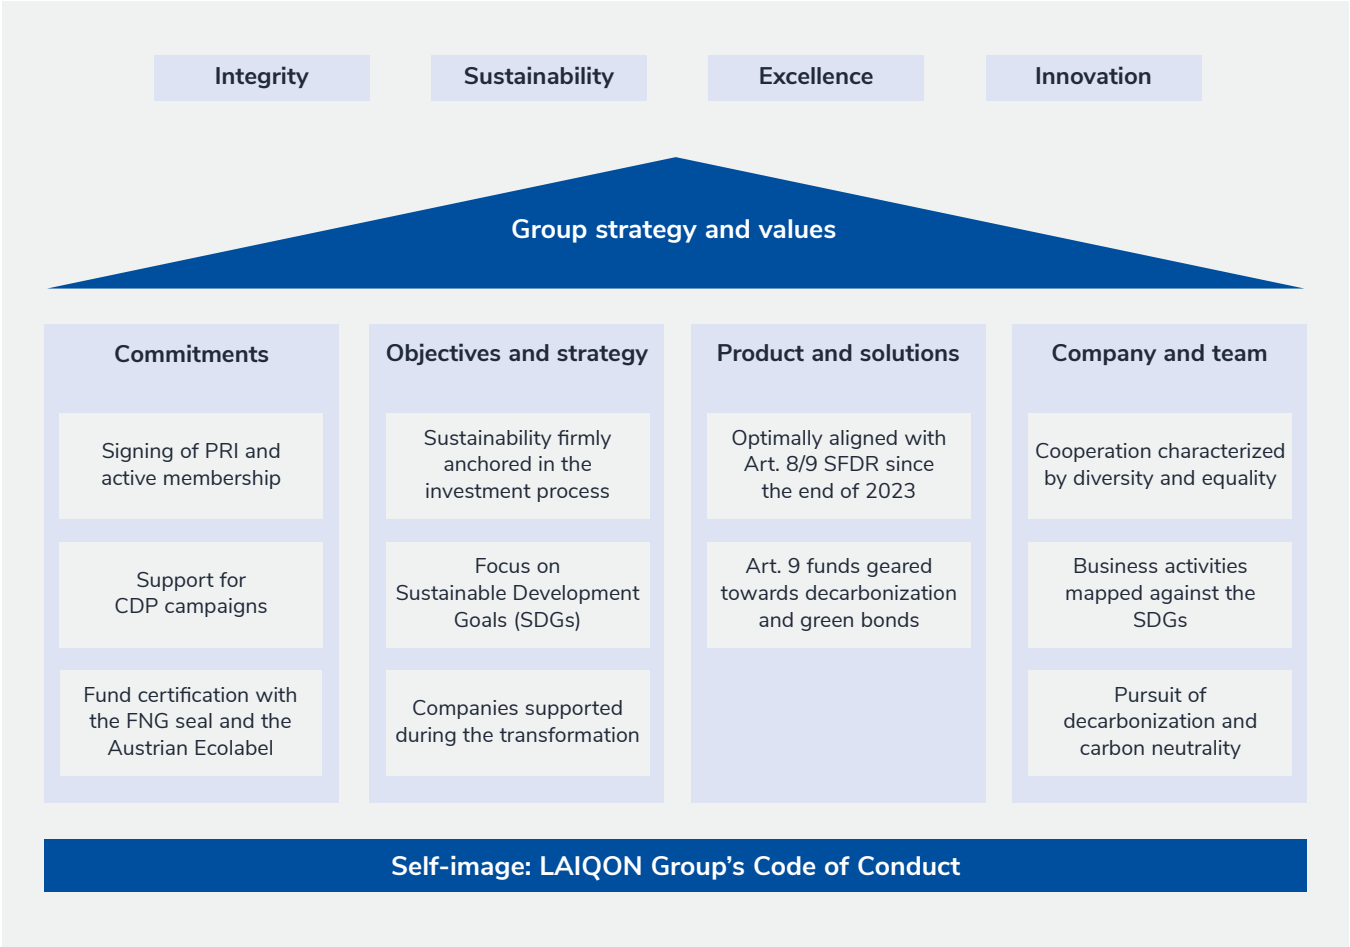 Integrity
Sustainability
Excellence
Innovation
Group strategy and values
Commitments
Signing of PRI and
active membership
Support for
CDP campaigns
Fund certification with
the FNG seal and the
Austrian Ecolabel
Objectives and strategy
Sustainability firmly
anchored in the
investment process
Focus on
Sustainable Development
Goals (SDGs)
Companies supported
during the transformation
Product and solutions
Optimally aligned with
Art. 8/9 SFDR since
the end of 2023
Art. 9 funds geared
towards decarbonization
and green bonds
Company and team
Cooperation characterized
by diversity and equality
Business activities
mapped against the
SDGs
Pursuit of
decarbonization and
carbon neutrality
Self-image: LAIQON Group’s Code of Conduct